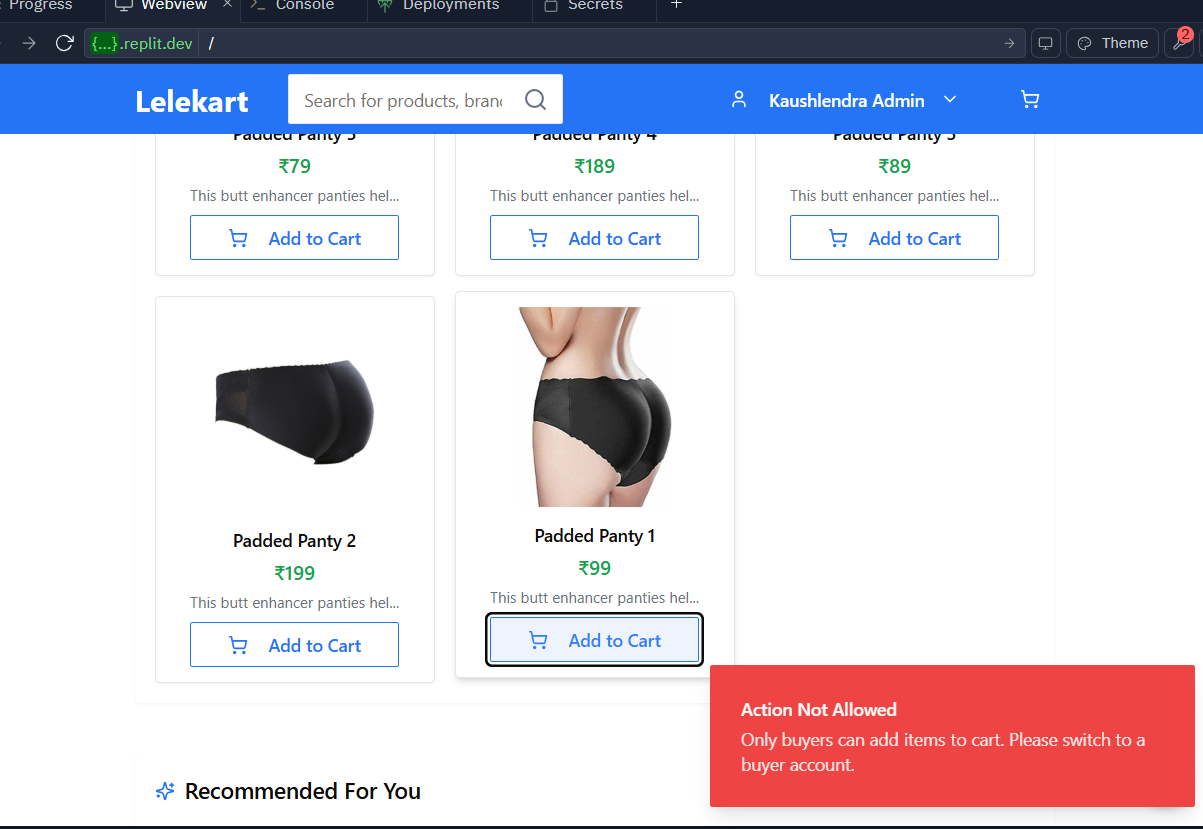 Progress
Webview
Console
Deployments
Secrets
{...}.replit.dev /
Theme
2
Lelekart
Search for products, bran
Kaushlendra Admin
Padded Panty
₹79
This butt enhancer panties hel...
Add to Cart
Padded Panty 4
₹189
This butt enhancer panties hel...
Add to Cart
Padded Panty
₹89
This butt enhancer panties hel...
Add to Cart
Padded Panty 2
₹199
This butt enhancer panties hel...
Add to Cart
Padded Panty 1
₹99
This butt enhancer panties hel...
Add to Cart
Action Not Allowed
Only buyers can add items to cart. Please switch to a
buyer account.
Recommended For You